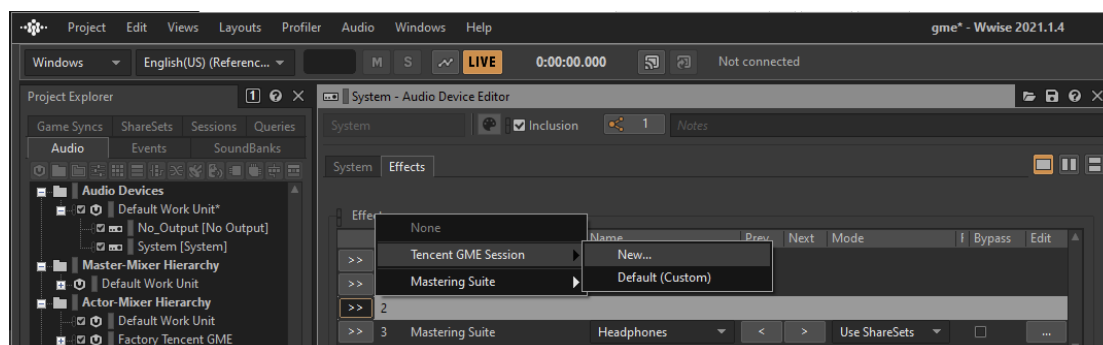 Project Edit Views Layouts Profiler Audio Windows Help gme* - Wwise 2021.1.4
Windows English(US) (Referenc... M S LIVE 0:00:00.000 Not connected
Project Explorer 1
System - Audio Device Editor
Game Syncs ShareSets Sessions Queries
System Inclusion 1 Notes
Audio Events SoundBanks
System Effects
Audio Devices
Default Work Unit*
No_Output [No Output]
System [System]
Master-Mixer Hierarchy
Default Work Unit
Actor-Mixer Hierarchy
Default Work Unit
Factory Tencent GME
Effe
Name Prev Next Mode Bypass Edit
None
Tencent GME Session
Mastering Suite
New...
Default (Custom)
>>
>>
>> 2
>> 3 Mastering Suite Headphones < > Use ShareSets ...